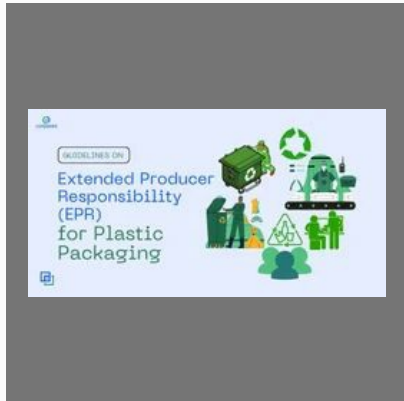 GUIDELINES ON
Extended Producer
Responsibility
(EPR)
for Plastic
Packaging